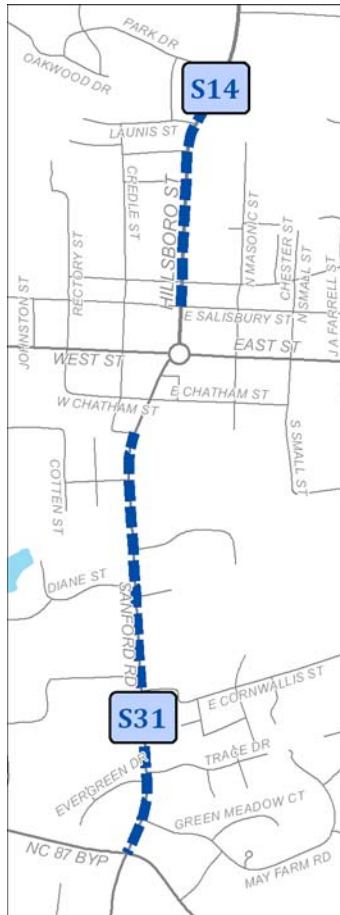 PARK DR
OAKWOOD DR
S14
LAUNIS ST
CREDLE ST
HILLSBORO ST
N MASONIC ST
CHESTER ST
N SMALL ST
RECTORY ST
JOHNSTON ST
J A FARRELL ST
E SALISBURY ST
WEST ST
EAST ST
E CHATHAM ST
W CHATHAM ST
S SMALL ST
COTTEN ST
DIANE ST
SANFORD RD
E CORNWALLIS ST
S31
TRACE DR
EVERGREEN DR
GREEN MEADOW CT
NC 87 BYP
MAY FARM RD